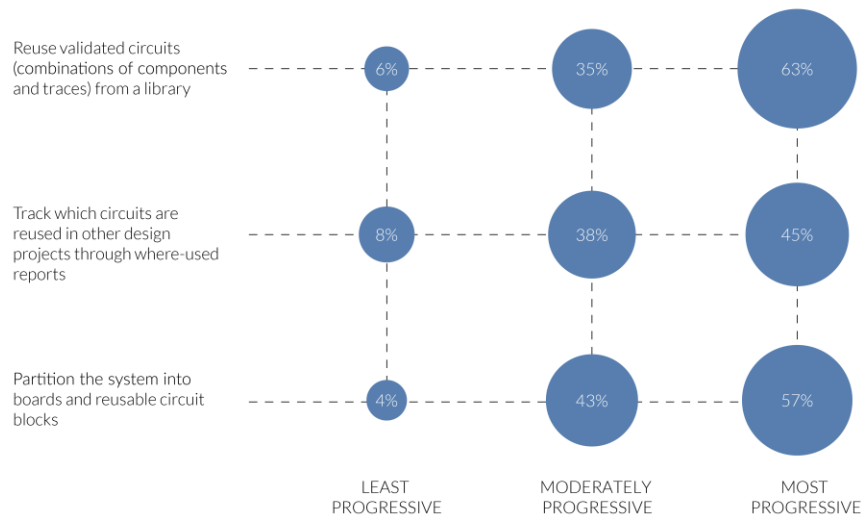 Reuse validated circuits
(combinations of components
and traces) from a library
6%
35%
63%
Track which circuits are
reused in other design
projects through where-used
reports
8%
38%
45%
Partition the system into
boards and reusable circuit
blocks
4%
43%
57%
LEAST
PROGRESSIVE
MODERATELY
PROGRESSIVE
MOST
PROGRESSIVE